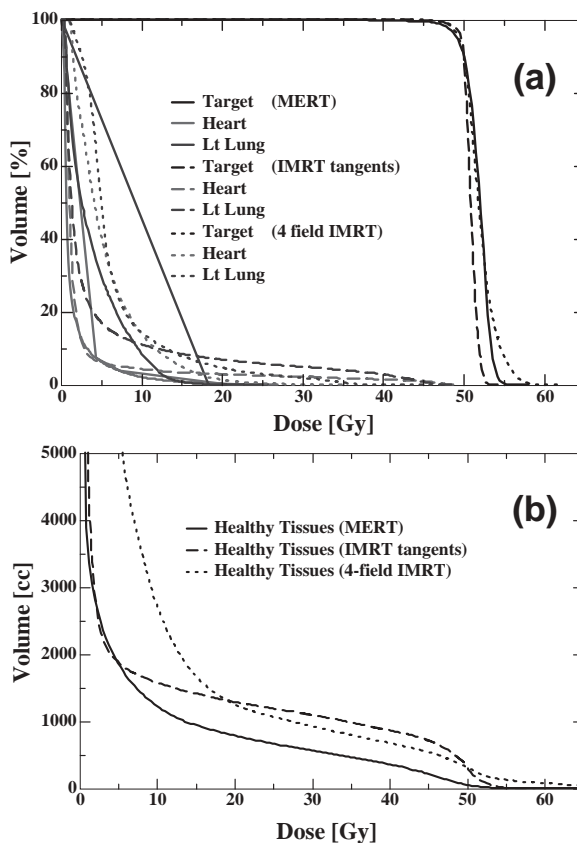 (a)
100
80
60
40
20
0
Volume [%]
Target (MERT)
Heart
Lt Lung
Target (IMRT tangents)
Heart
Lt Lung
Target (4 field IMRT)
Heart
Lt Lung
0 10 20 30 40 50 60
Dose [Gy]
(b)
5000
4000
3000
2000
1000
0
Volume [cc]
Healthy Tissues (MERT)
Healthy Tissues (IMRT tangents)
Healthy Tissues (4-field IMRT)
0 10 20 30 40 50 60
Dose [Gy]